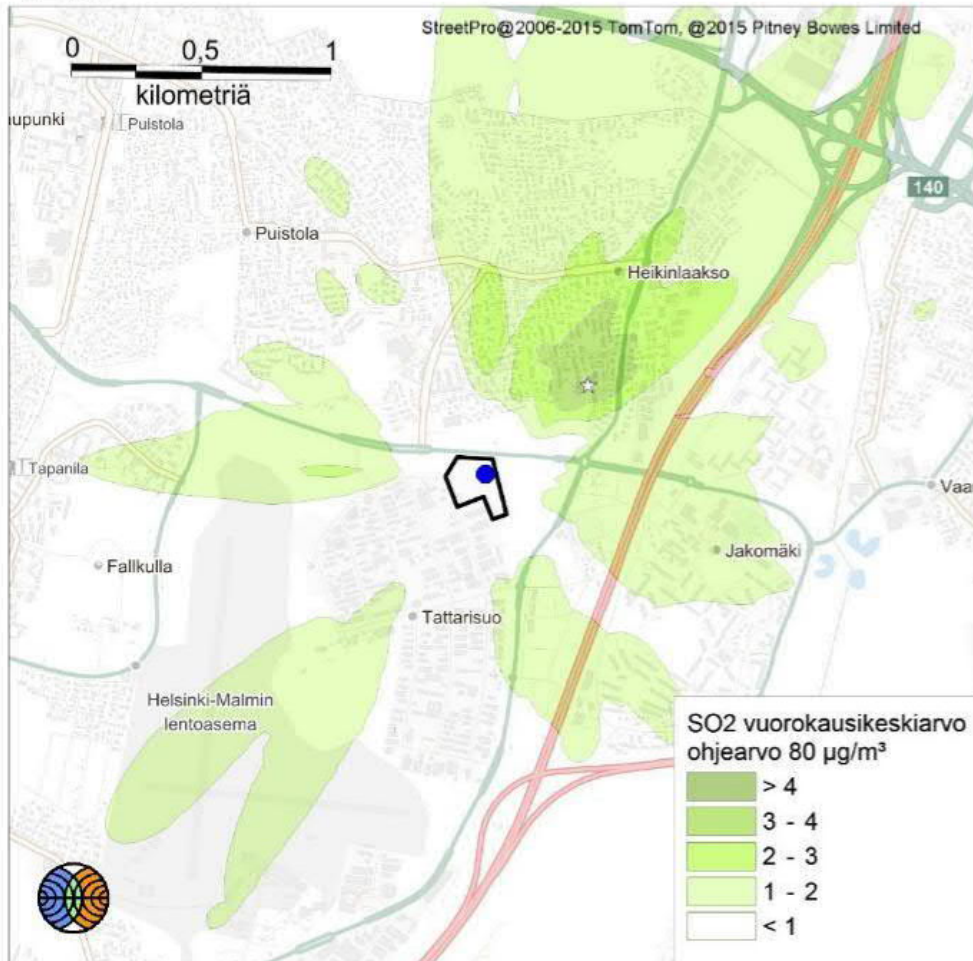 StreetPro@2006-2015 TomTom, @2015 Pitney Bowes Limited
0 0,5 1
kilometriä
upunki
Puistola
140
Puistola
Heikinlaakso
Tapanila
Vaa
Fallkulla
Jakomäki
Tattarisuo
Helsinki-Malmin
lentoasema
SO2 vuorokausikeskiarvo
ohjearvo 80 µg/m³
> 4
3 - 4
2 - 3
1 - 2
< 1